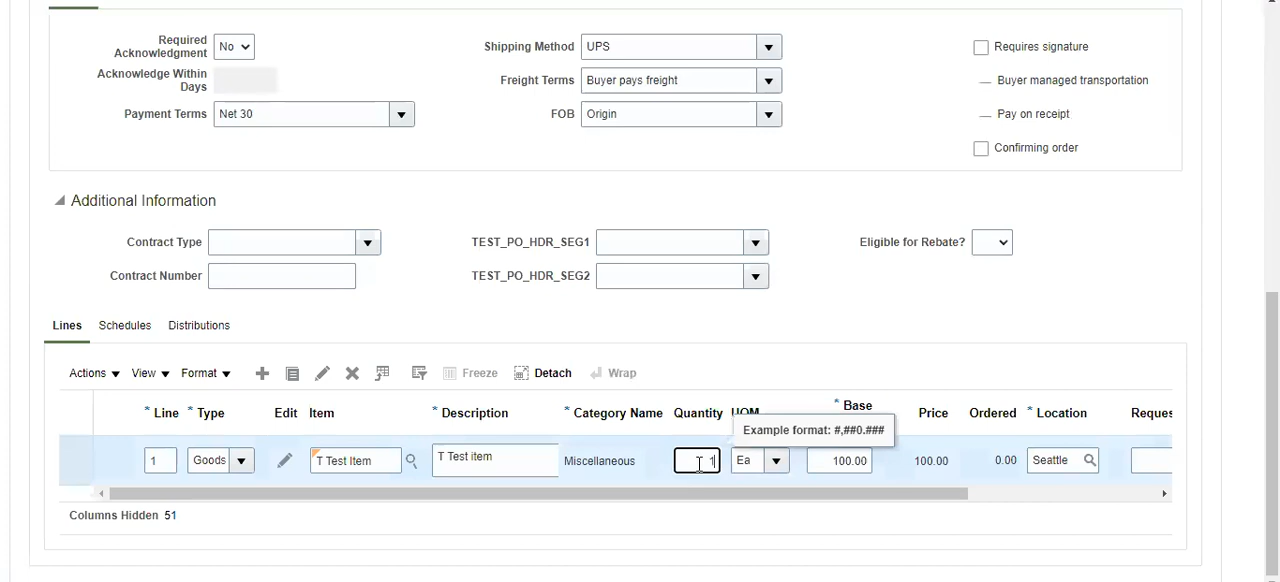 Required Acknowledgment No
Shipping Method UPS
Requires signature
Acknowledge Within Days
Freight Terms Buyer pays freight
Buyer managed transportation
Payment Terms Net 30
FOB Origin
Pay on receipt
Confirming order
Additional Information
Contract Type
TEST_PO_HDR_SEG1
Eligible for Rebate?
Contract Number
TEST_PO_HDR_SEG2
Lines Schedules Distributions
Actions View Format Freeze Detach Wrap
* Line * Type Edit Item * Description * Category Name Quantity UOM * Base Price Ordered * Location Reques
Example format: #,##0.###
1 Goods T Test Item T Test item Miscellaneous 1 Ea 100.00 100.00 0.00 Seattle
Columns Hidden 51